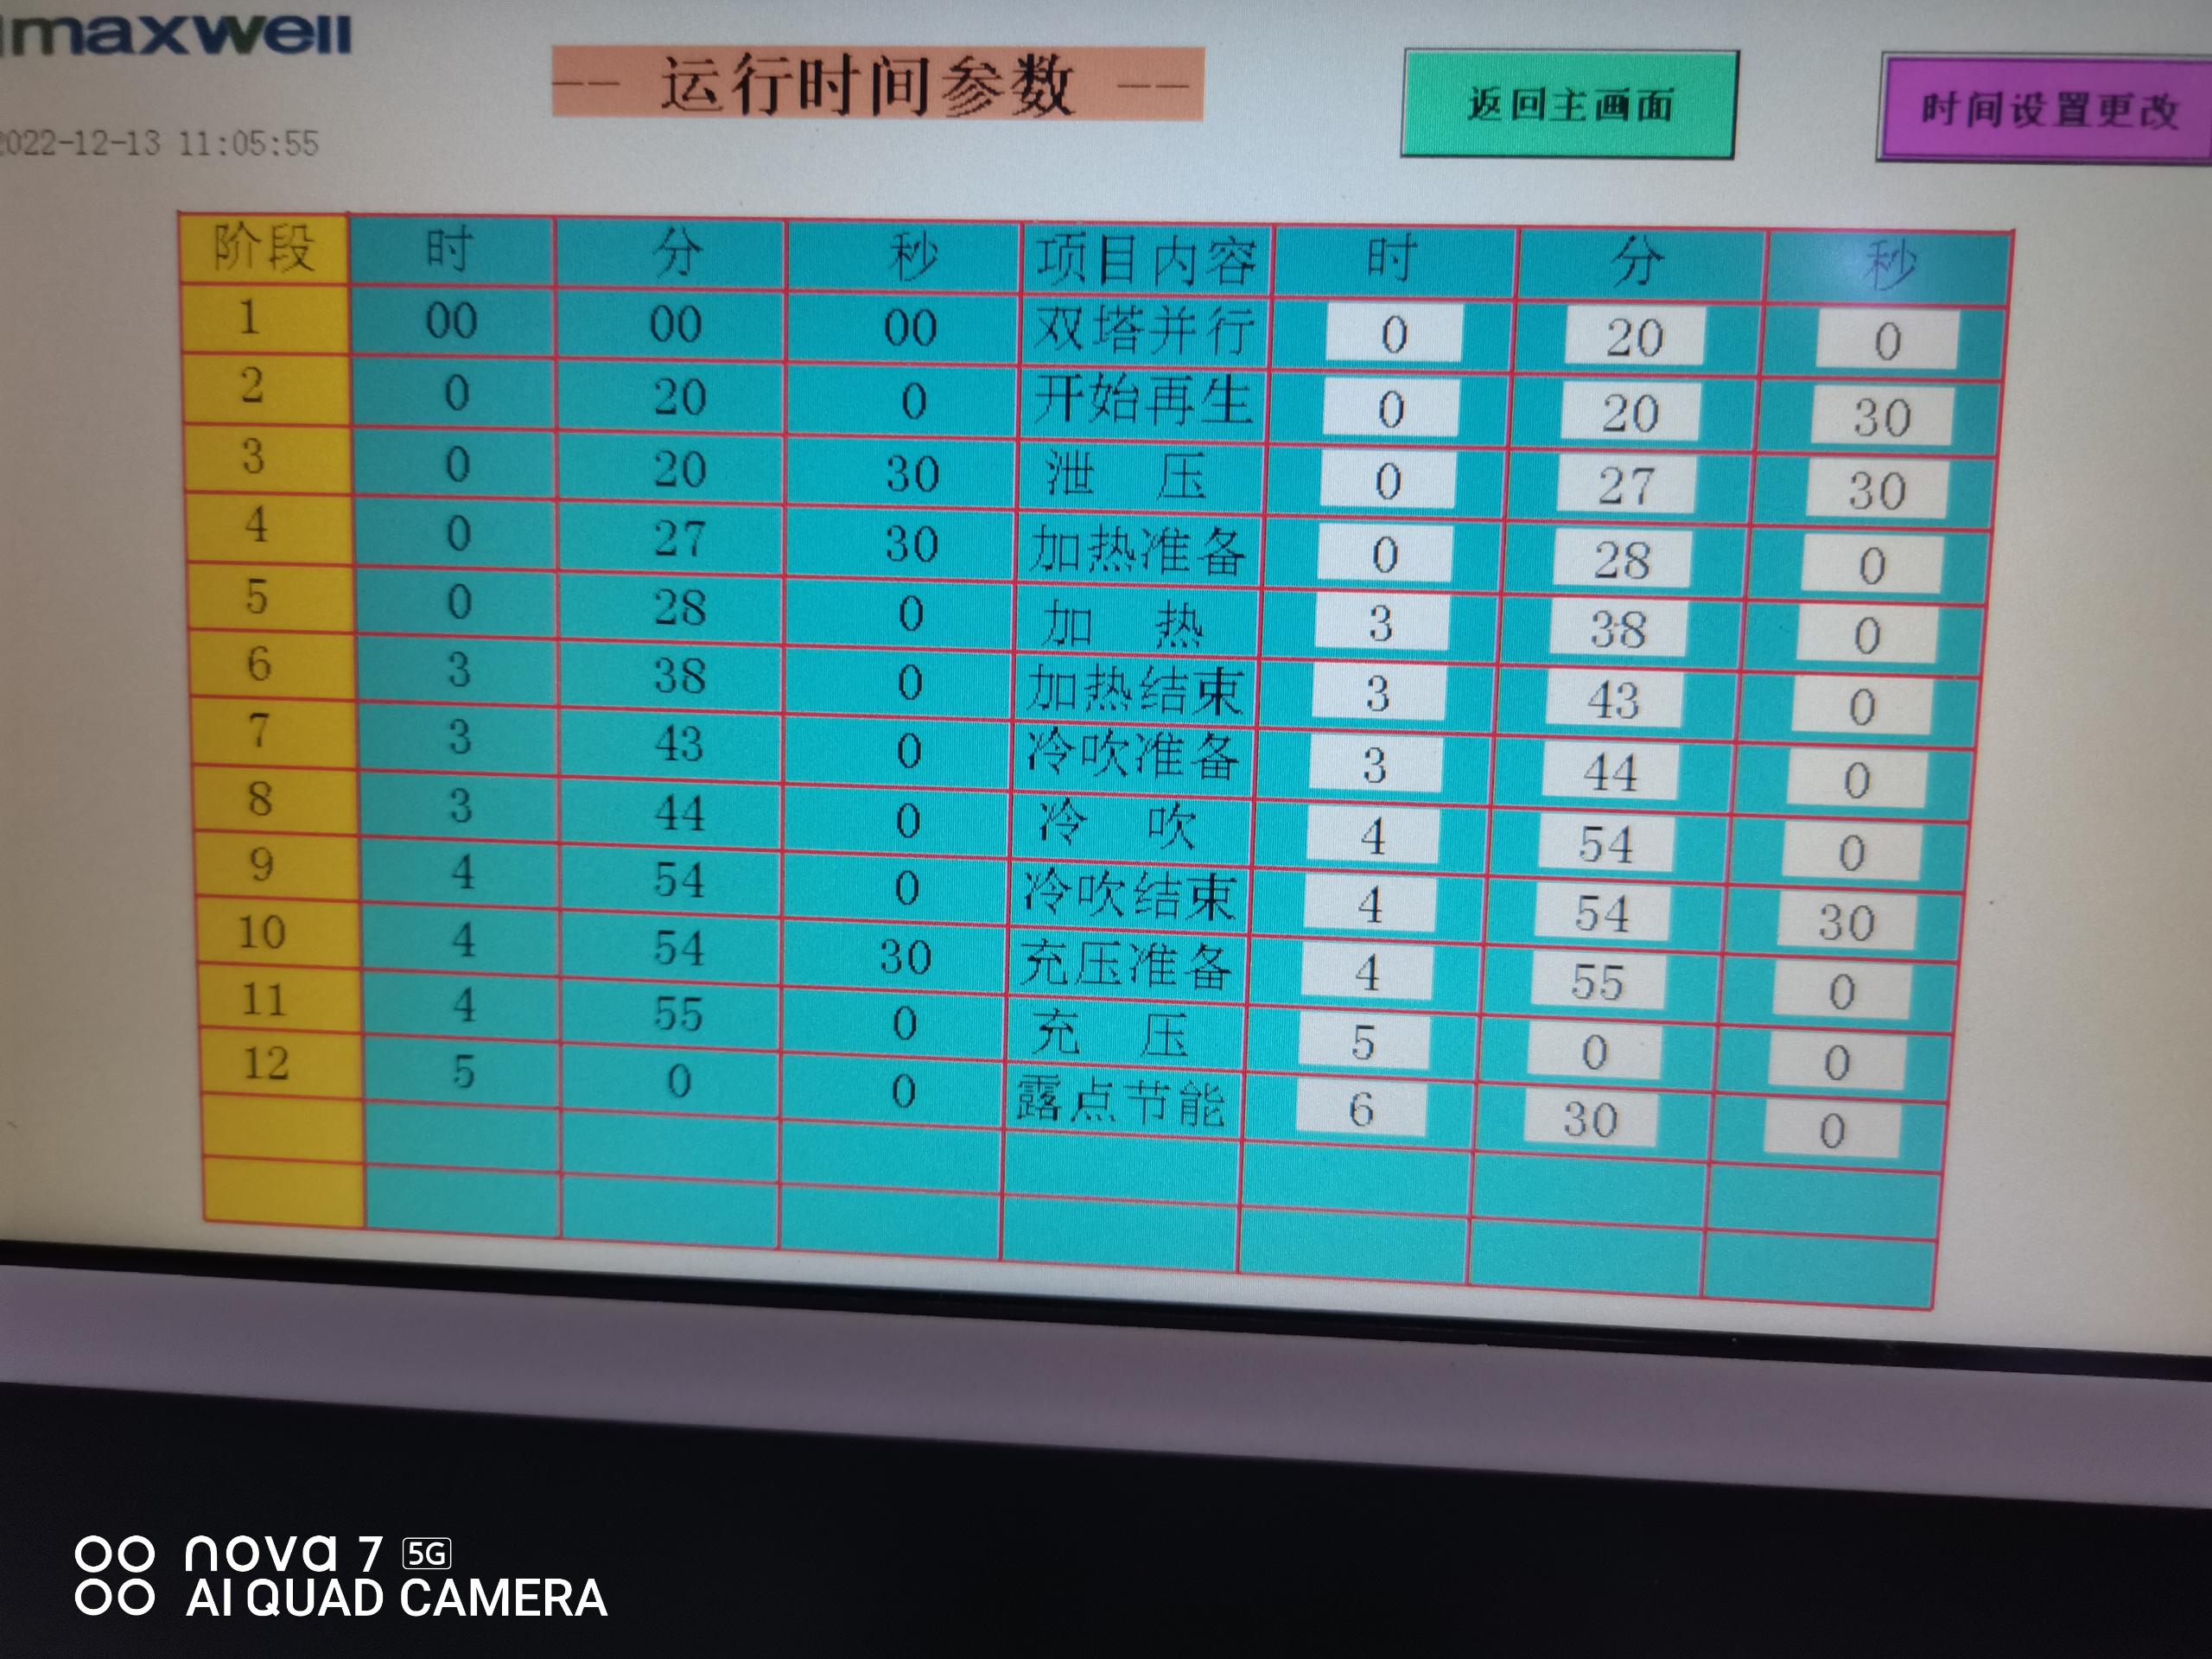 maxwell
-- 运行时间参数 --
返回主画面
时间设置更改
2022-12-13 11:05:55
阶段 时 分 秒 项目内容 时 分 秒
1 00 00 00 双塔并行 0 20 0
2 0 20 0 开始再生 0 20 30
3 0 20 30 泄 压 0 27 30
4 0 27 30 加热准备 0 28 0
5 0 28 0 加 热 3 38 0
6 3 38 0 加热结束 3 43 0
7 3 43 0 冷吹准备 3 44 0
8 3 44 0 冷 吹 4 54 0
9 4 54 0 冷吹结束 4 54 30
10 4 54 30 充压准备 4 55 0
11 4 55 0 充 压 5 0 0
12 5 0 0 露点节能 6 30 0
nova 7 5G
AI QUAD CAMERA